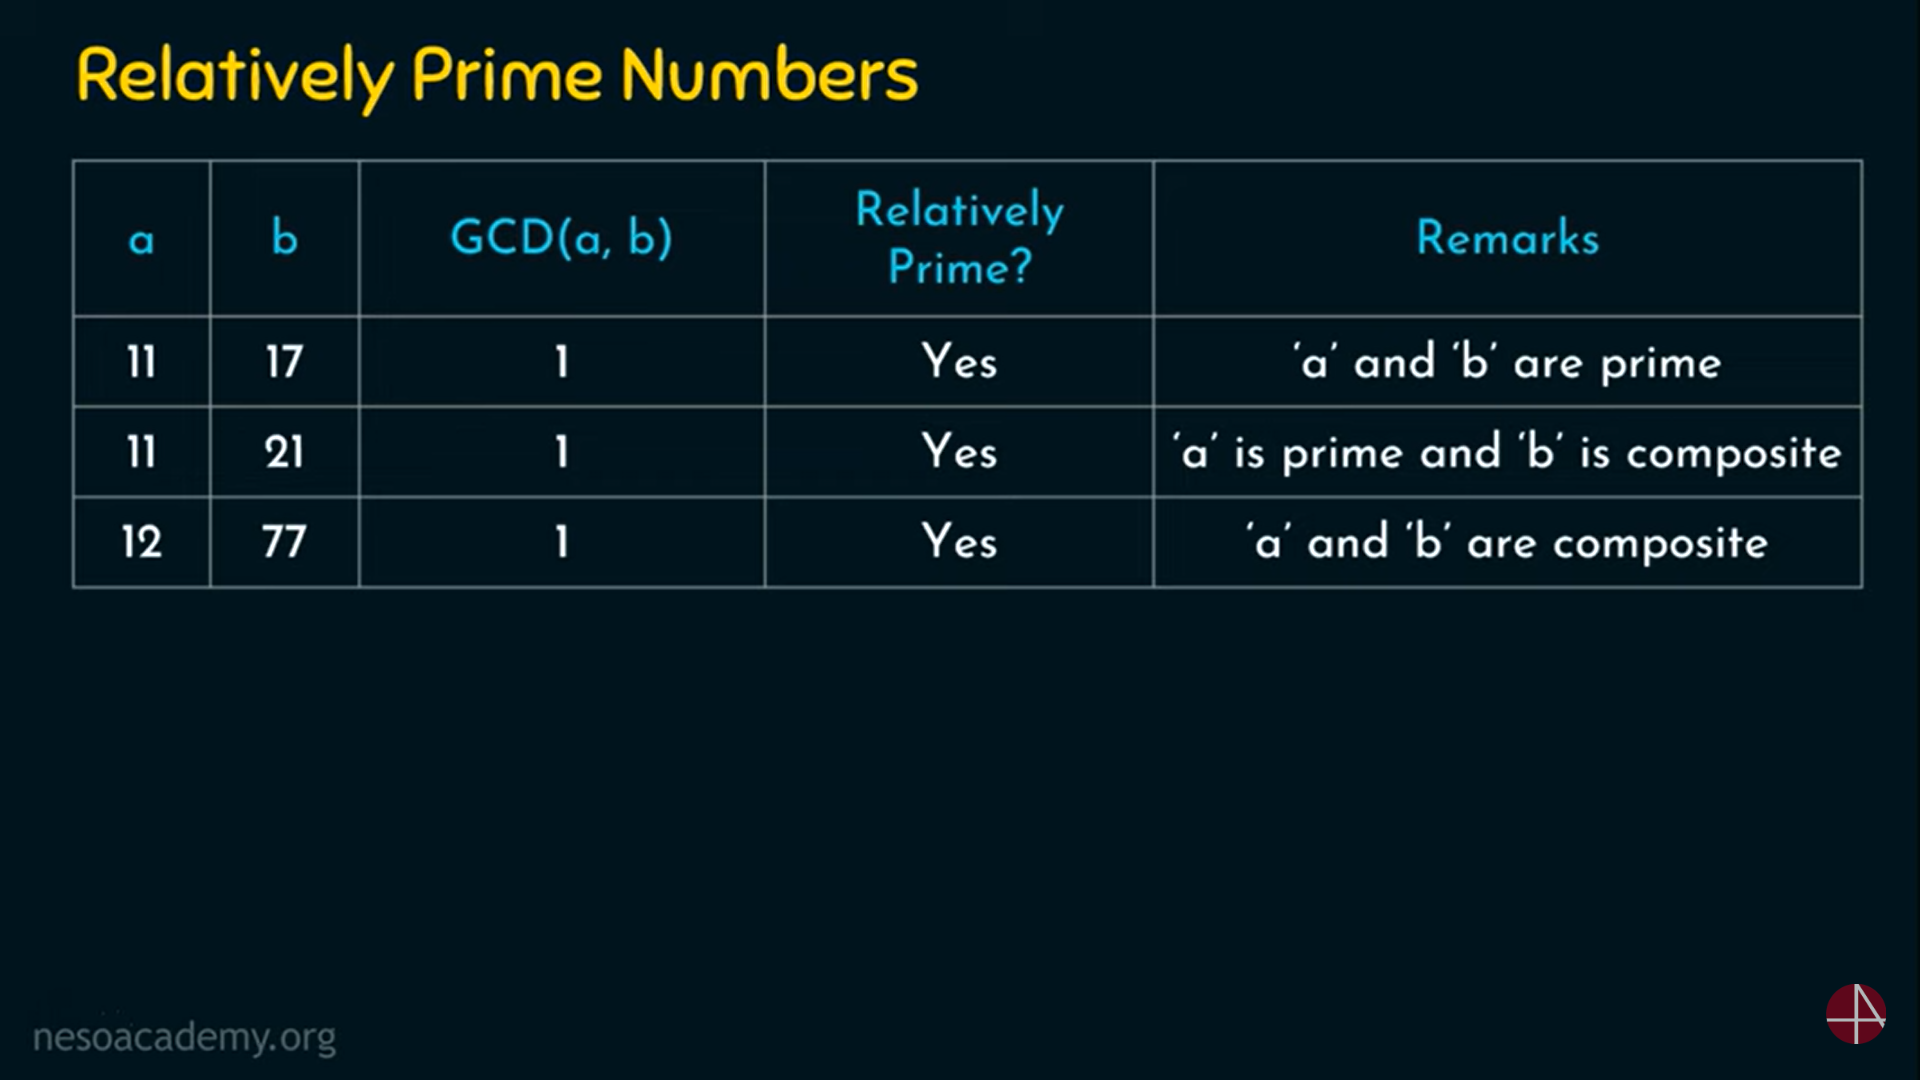 Relatively Prime Numbers
a b GCD(a, b) Relatively Prime? Remarks
11 17 1 Yes ‘a’ and ‘b’ are prime
11 21 1 Yes ‘a’ is prime and ‘b’ is composite
12 77 1 Yes ‘a’ and ‘b’ are composite
nesoacademy.org